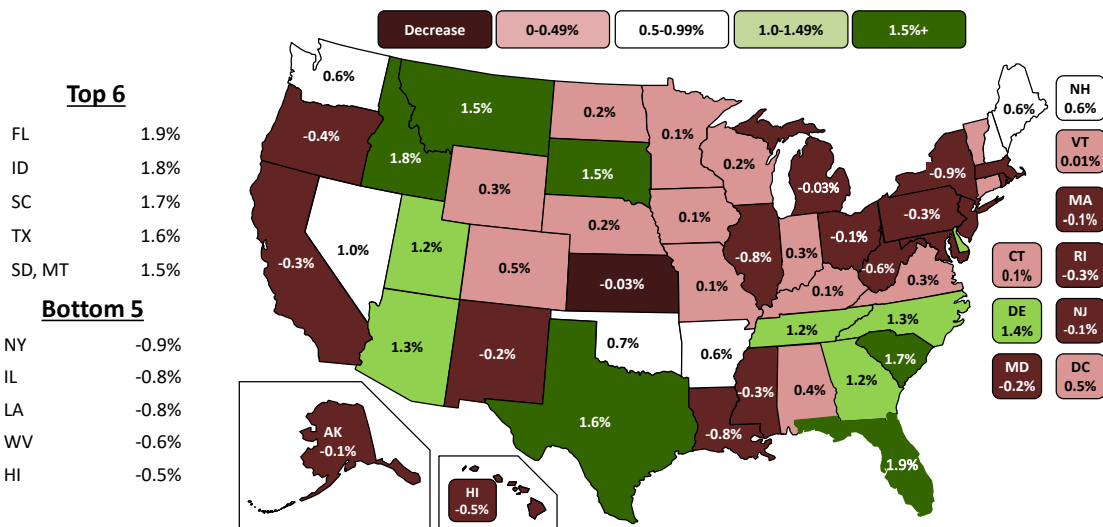 Decrease
0-0.49%
0.5-0.99%
1.0-1.49%
1.5%+
Top 6
FL 1.9%
ID 1.8%
SC 1.7%
TX 1.6%
SD, MT 1.5%
Bottom 5
NY -0.9%
IL -0.8%
LA -0.8%
WV -0.6%
HI -0.5%
0.6%
-0.4%
1.8%
1.5%
0.2%
1.5%
0.3%
0.2%
0.1%
0.2%
0.1%
-0.03%
-0.9%
0.6%
-0.3%
1.0%
1.2%
0.5%
-0.03%
0.1%
-0.8%
0.3%
-0.1%
-0.3%
-0.6%
0.3%
0.1%
1.3%
-0.2%
0.7%
0.6%
1.2%
1.3%
1.7%
1.6%
-0.8%
-0.3%
0.4%
1.2%
1.9%
NH
0.6%
VT
0.01%
MA
-0.1%
CT
0.1%
RI
-0.3%
DE
1.4%
NJ
-0.1%
MD
-0.2%
DC
0.5%
AK
-0.1%
HI
-0.5%